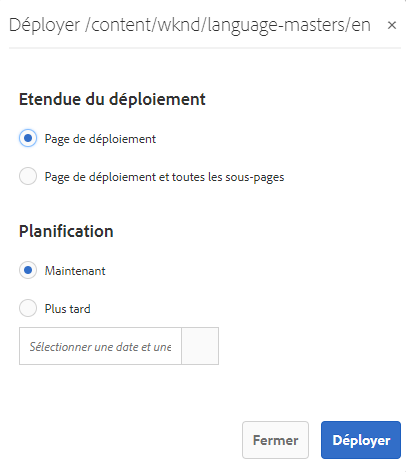 Déployer /content/wknd/language-masters/en ×
Etendue du déploiement
Page de déploiement
Page de déploiement et toutes les sous-pages
Planification
Maintenant
Plus tard
Sélectionner une date et une
Fermer Déployer